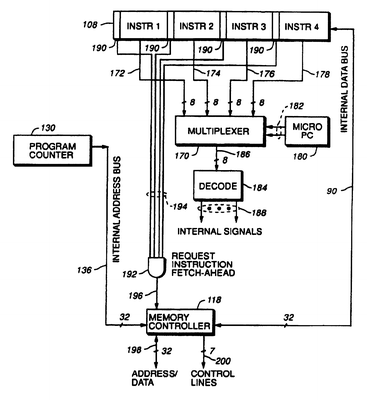 108 INSTR 1 INSTR 2 INSTR 3 INSTR 4
190 190 190 190
172 174 176 178
8 8 8 8
182
MULTIPLEXER
MICRO PC
170 186 180
8
130
PROGRAM COUNTER
DECODE
184
188
194
INTERNAL SIGNALS
INTERNAL ADDRESS BUS
INTERNAL DATA BUS
90
136
192
REQUEST
INSTRUCTION
FETCH-AHEAD
196
118
32
MEMORY
CONTROLLER
32
198
32
7
200
ADDRESS/
DATA
CONTROL
LINES